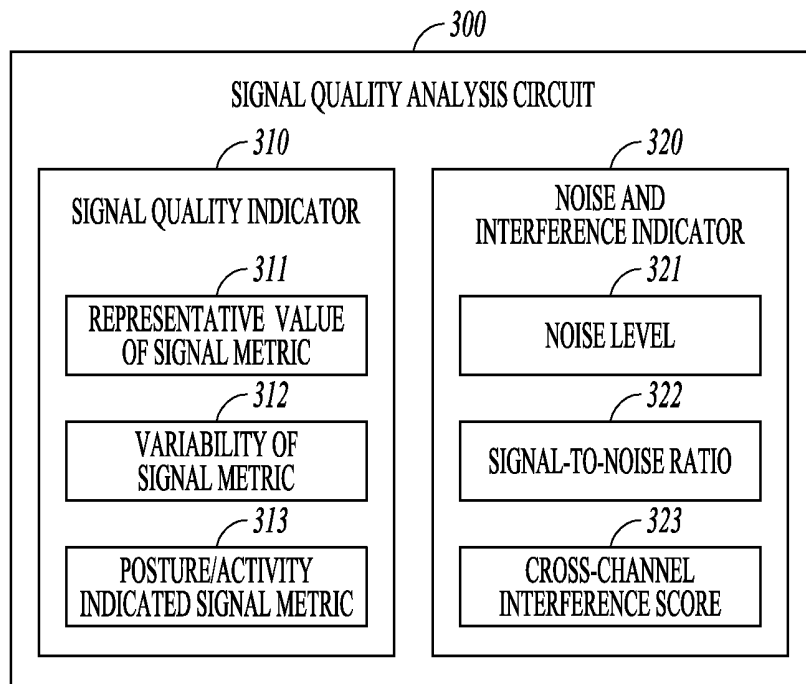 300
SIGNAL QUALITY ANALYSIS CIRCUIT
310
SIGNAL QUALITY INDICATOR
311
REPRESENTATIVE VALUE
OF SIGNAL METRIC
312
VARIABILITY OF
SIGNAL METRIC
313
POSTURE/ACTIVITY
INDICATED SIGNAL METRIC
320
NOISE AND
INTERFERENCE INDICATOR
321
NOISE LEVEL
322
SIGNAL-TO-NOISE RATIO
323
CROSS-CHANNEL
INTERFERENCE SCORE